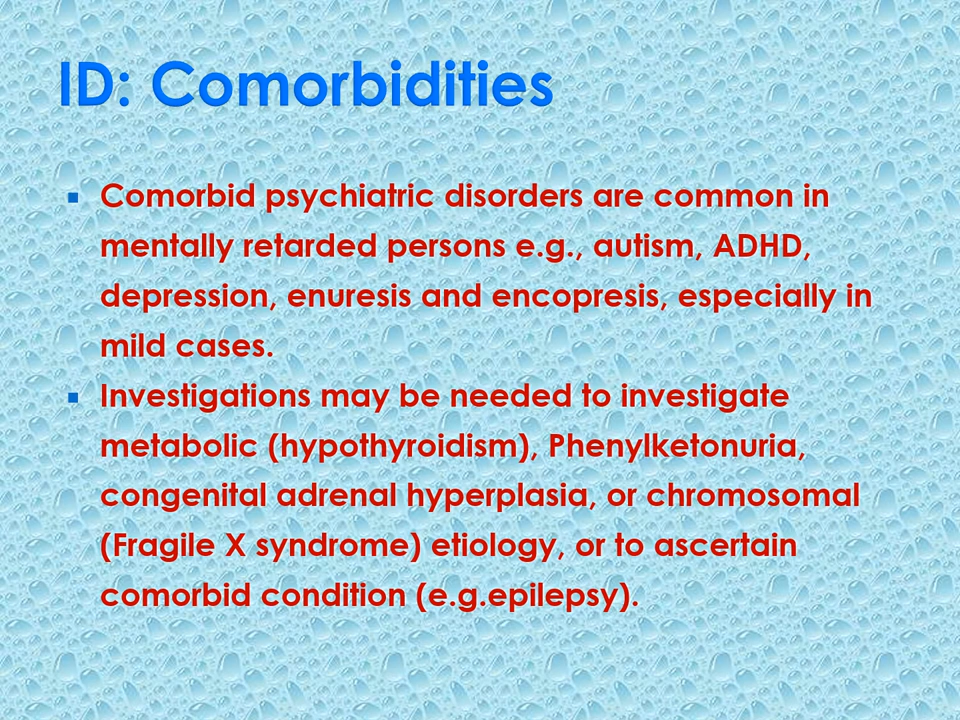 ID: Comorbidities
▪ Comorbid psychiatric disorders are common in
mentally retarded persons e.g., autism, ADHD,
depression, enuresis and encopresis, especially in
mild cases.
▪ Investigations may be needed to investigate
metabolic (hypothyroidism), Phenylketonuria,
congenital adrenal hyperplasia, or chromosomal
(Fragile X syndrome) etiology, or to ascertain
comorbid condition (e.g.epilepsy).